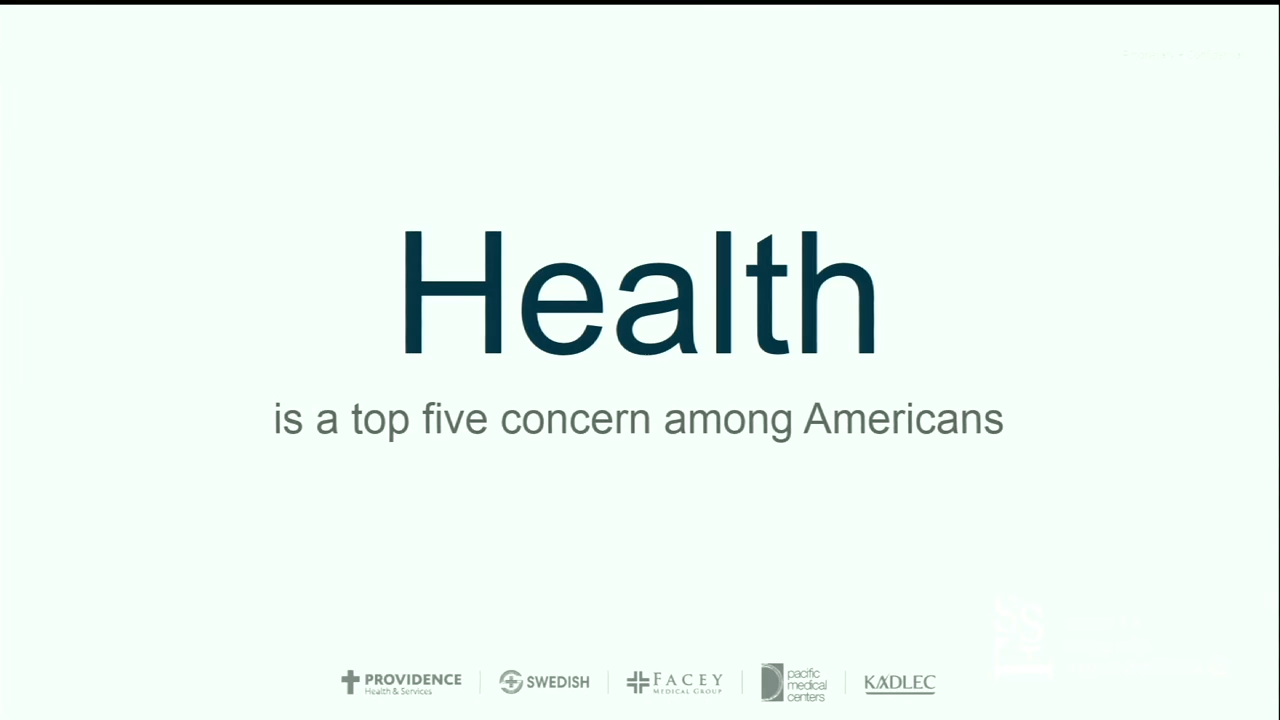 Health
is a top five concern among Americans
PROVIDENCE
Health & Services
SWEDISH
FACEY
MEDICAL GROUP
pacific
medical
centers
KADLEC